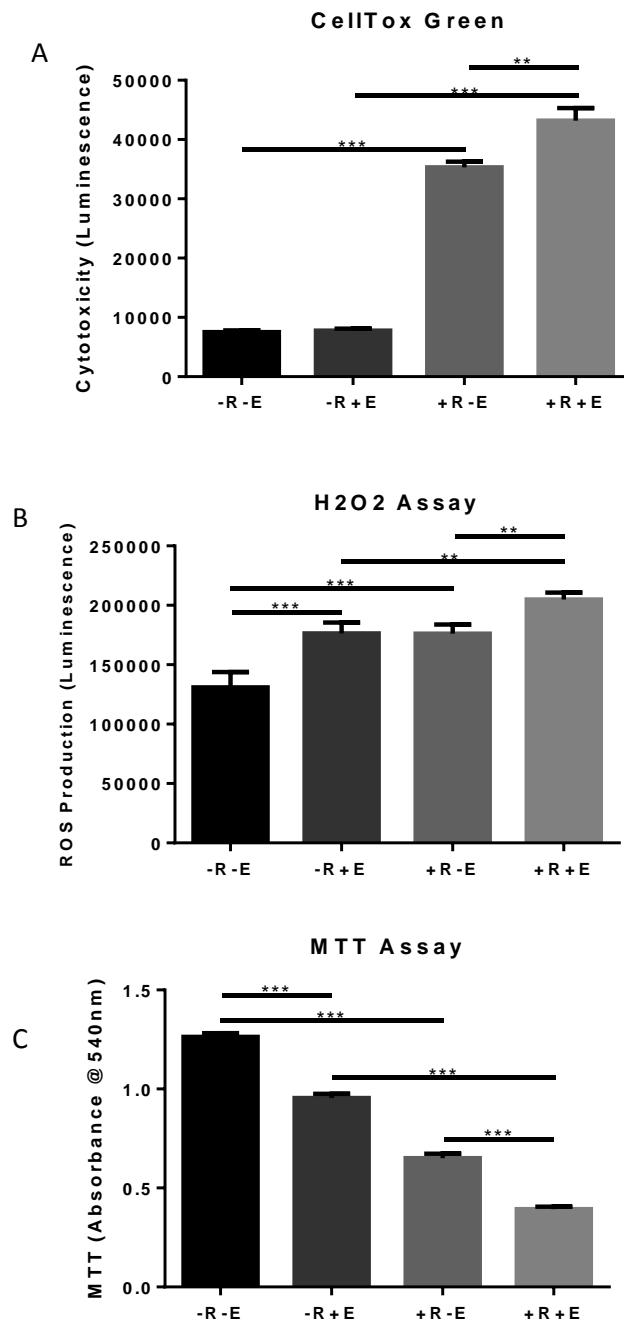 CellTox Green
A
Cytotoxicity (Luminescence)
50000
40000
30000
20000
10000
0
**
***
***
-R-E
-R+E
+R-E
+R+E
H2O2 Assay
B
ROS Production (Luminescence)
250000
200000
150000
100000
50000
0
**
**
***
***
-R-E
-R+E
+R-E
+R+E
MTT Assay
C
MTT (Absorbance @540nm)
1.5
1.0
0.5
0.0
***
***
***
***
-R-E
-R+E
+R-E
+R+E